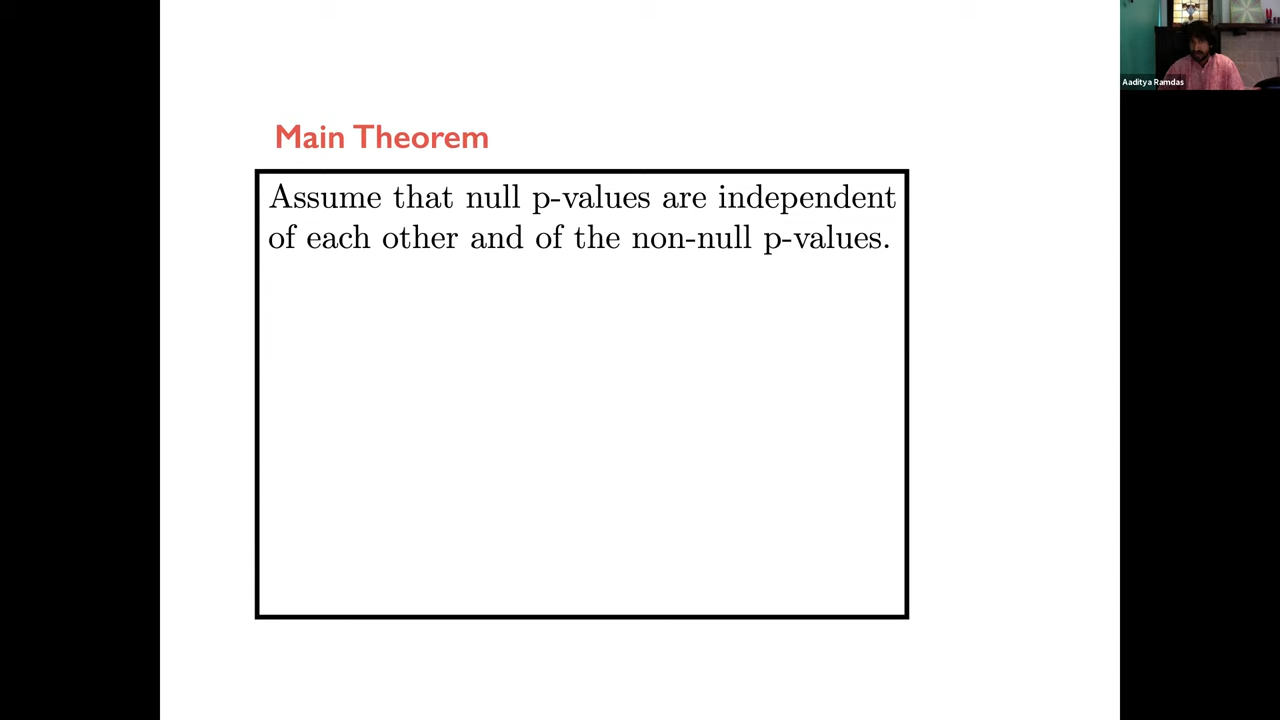 Aaditya Ramdas
Main Theorem
Assume that null p-values are independent
of each other and of the non-null p-values.